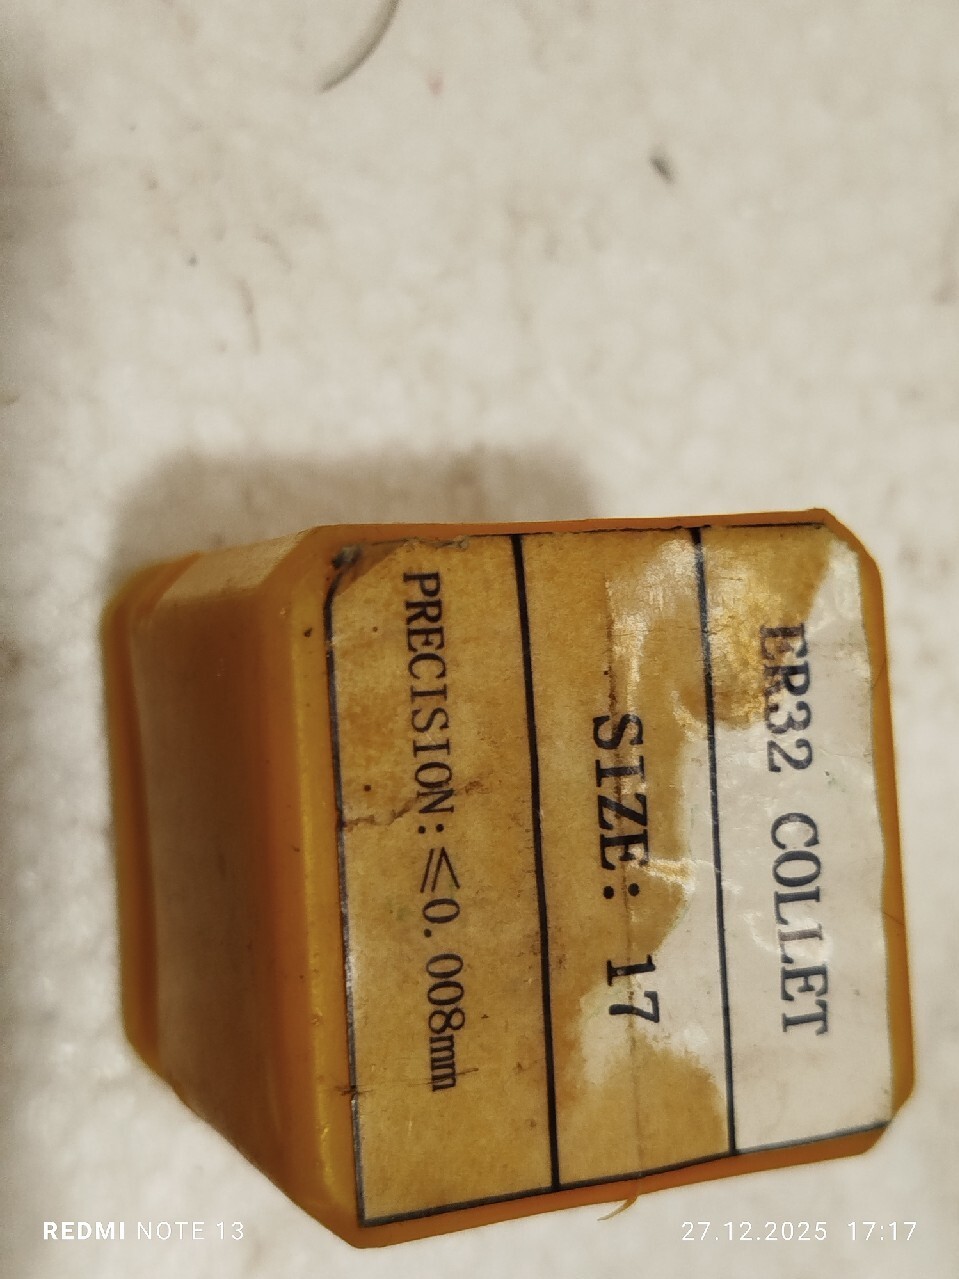 ER32 COLLET
SIZE: 17
PRECISION:≤0.008mm
REDMI NOTE 13
27.12.2025 17:17